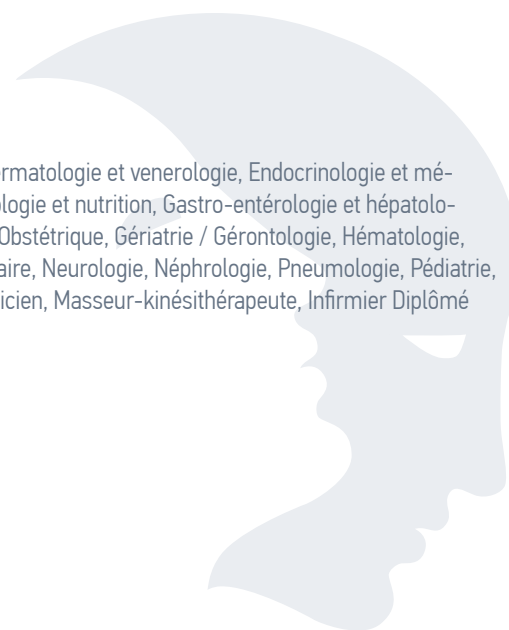 rmatologie et venerologie, Endocrinologie et mé-
ologie et nutrition, Gastro-entérologie et hépatolo-
Obstétrique, Gériatrie / Gérontologie, Hématologie,
aire, Neurologie, Néphrologie, Pneumologie, Pédiatrie,
icien, Masseur-kinésithérapeute, Infirmier Diplômé